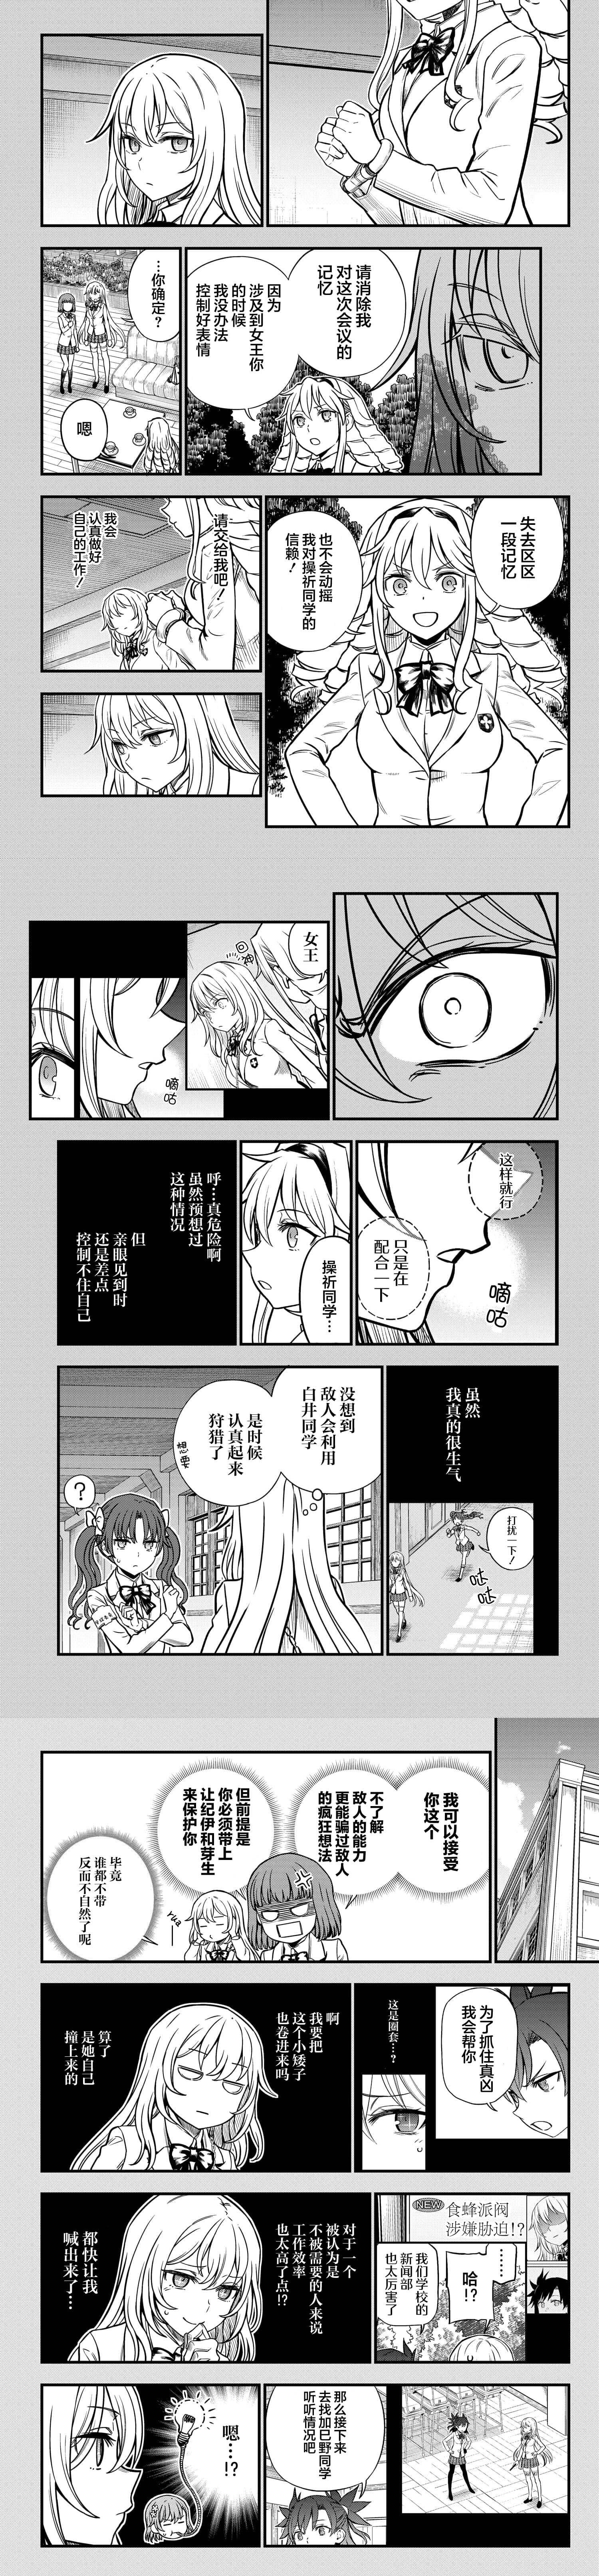 请消除我
对这次会议的
记忆
因为
涉及到女王你
的时候
我没办法
控制好表情
…你确定?
嗯
失去区区
一段记忆
也不会动摇
我对操祈同学的
信赖!
请交给我吧!
我会
认真做好
自己的工作!
女王
嘀咕
这样就行
只是在
配合一下
嘀咕
操祈同学…
呼…真危险啊
虽然预想过
这种情况
但
亲眼见到时
还是差点
控制不住自己
虽然
我真的很生气
打扰一下!
哒
哒
没想到
敌人会利用
白井同学
是时候
认真起来
狩猎了
想要
?
我可以接受
你这个
不了解
敌人的能力
更能骗过敌人
的疯狂想法
但前提是
你必须带上
让纪伊和芽生
来保护你
毕竟
谁都不带
反而不自然了呢
yua
为了抓住真凶
我会帮你
这是圈套…?
啊
我要把
这个小矮子
也卷进来吗
算了
是她自己
撞上来的
NEW
食蜂派阀
涉嫌胁迫!?
哈!?
我们学校的
新闻部
也太厉害了
对于一个
被认为是
不被需要的人来说
工作效率
也太高了点!?
都快让我
喊出来了…
那么接下来
去找加巳野同学
听听情况吧
嗯…!?